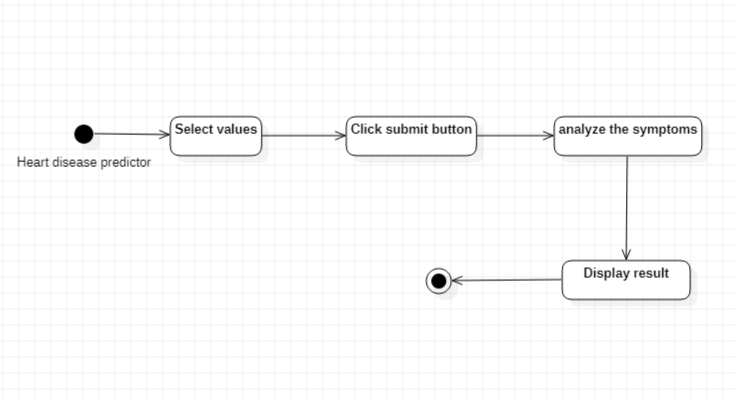 Select values
Click submit button
analyze the symptoms
Heart disease predictor
Display result